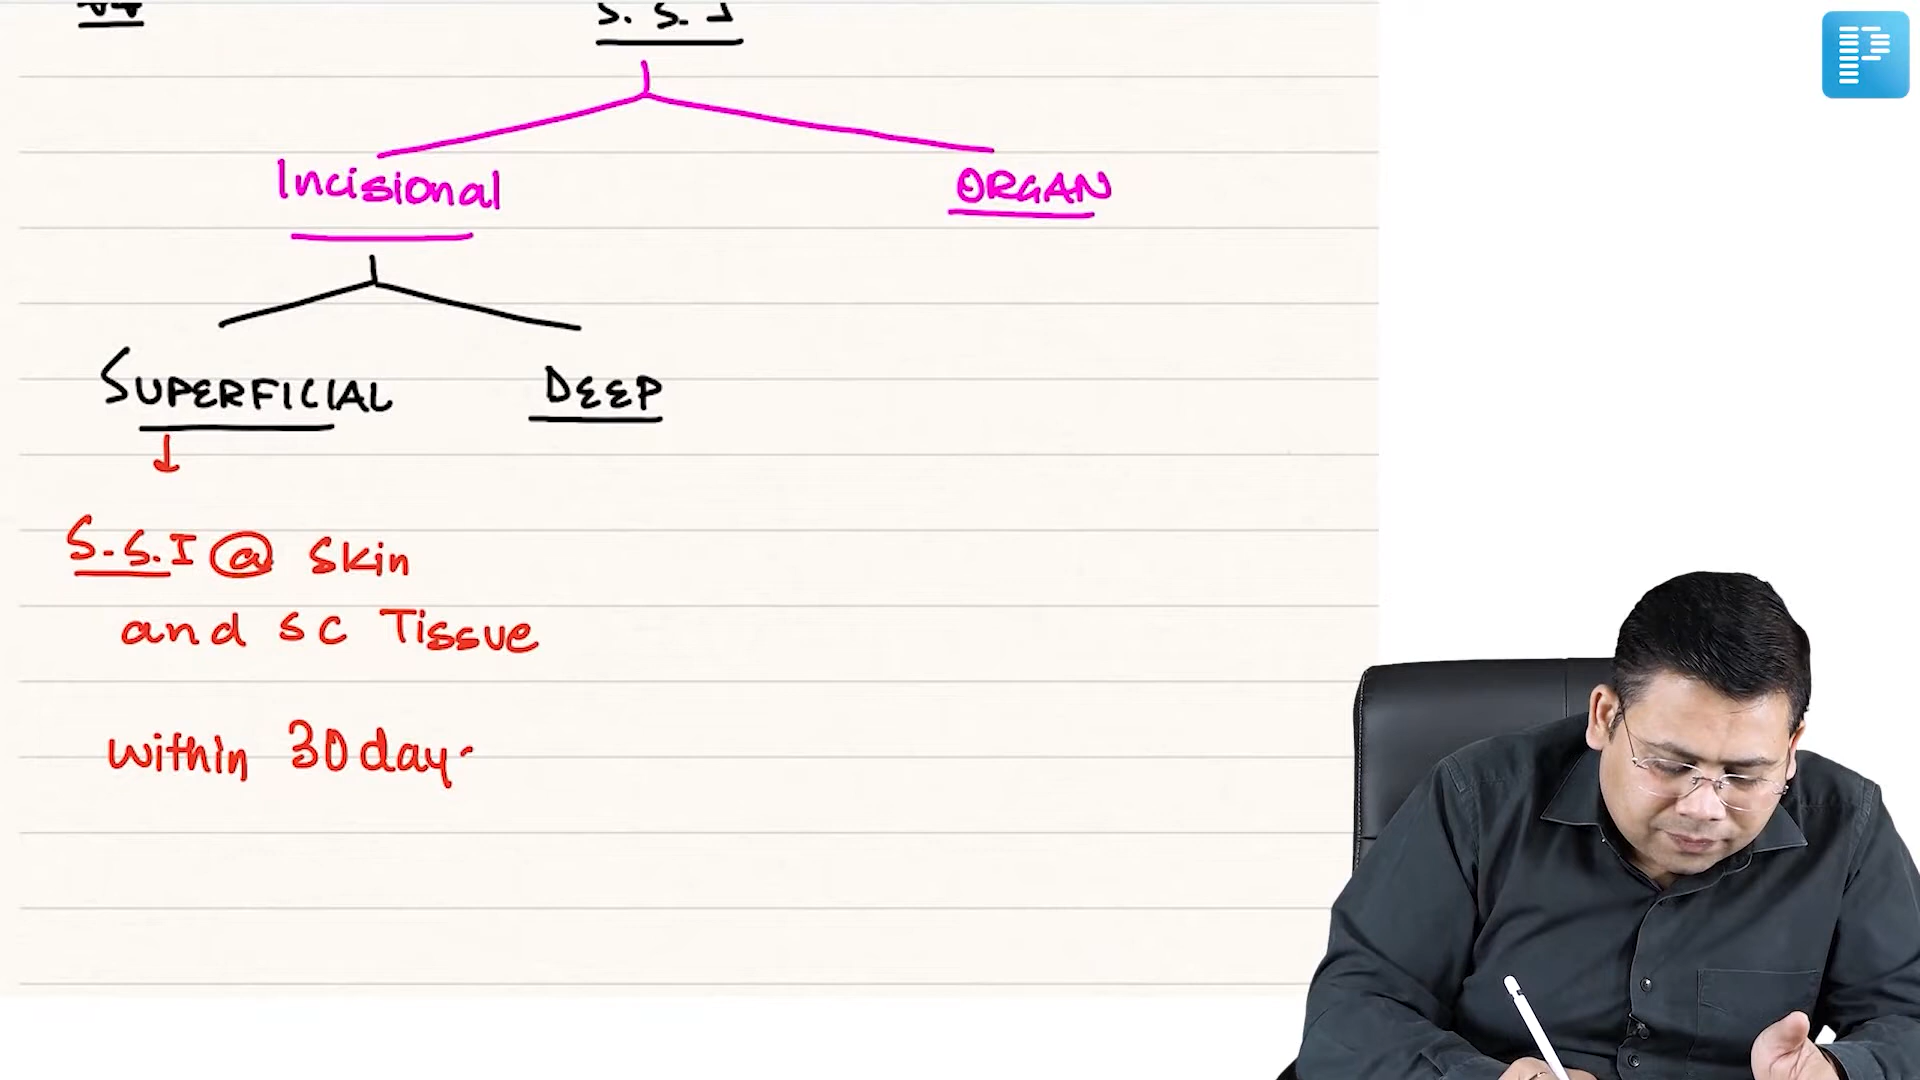 S. S. I
Incisional
ORGAN
SUPERFICIAL
DEEP
S.S.I @ Skin
and SC Tissue
within 30 day